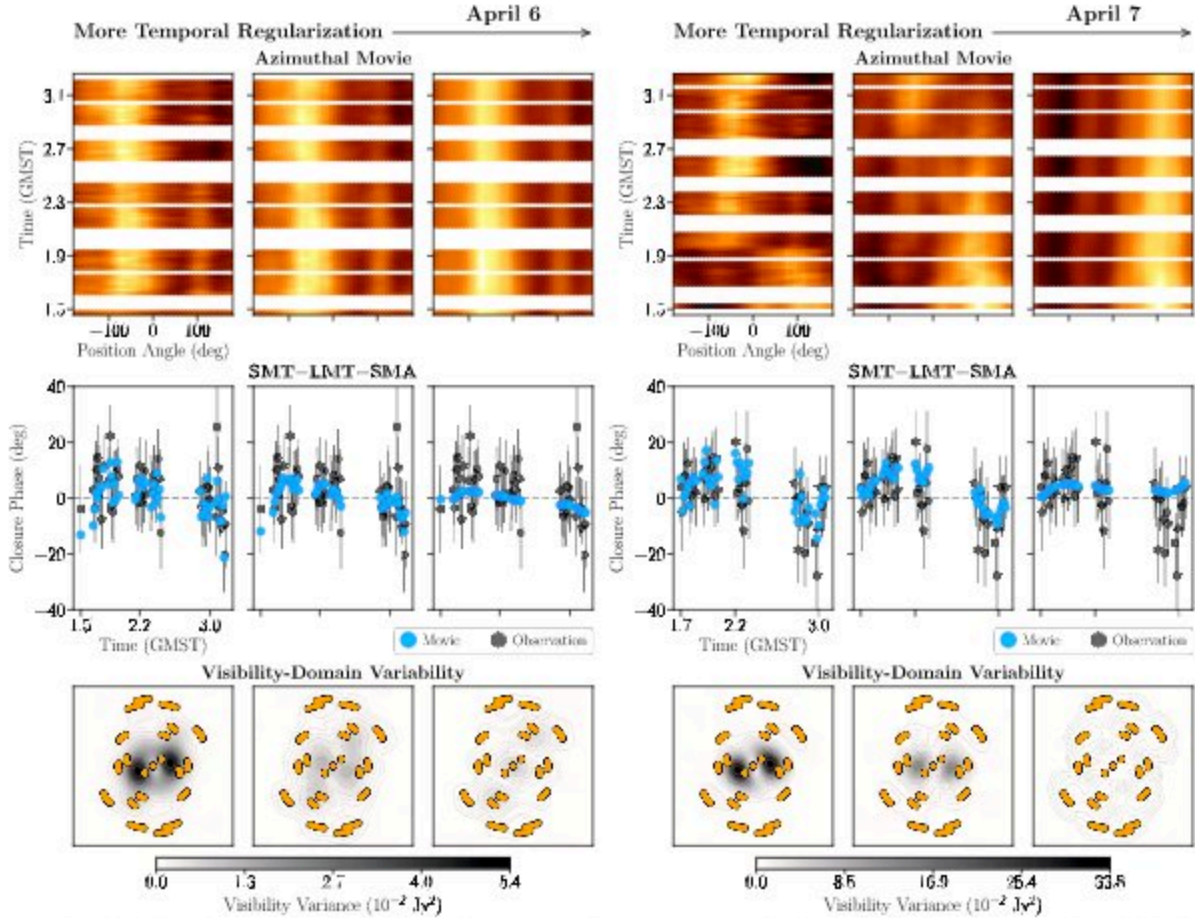 April 6
More Temporal Regularization
Azimuthal Movie
3.1
2.7
2.3
1.9
1.5
Time (GMST)
−100 0 100
Position Angle (deg)
SMT−LMT−SMA
40
20
0
−20
−40
Closure Phase (deg)
1.5 2.2 3.0
Time (GMST)
Movie Observation
Visibility-Domain Variability
0.0 1.3 2.7 4.0 5.4
Visibility Variance (10⁻² Jy²)
April 7
More Temporal Regularization
Azimuthal Movie
3.1
2.7
2.3
1.9
1.5
Time (GMST)
−100 0 100
Position Angle (deg)
SMT−LMT−SMA
40
20
0
−20
−40
Closure Phase (deg)
1.7 2.2 3.0
Time (GMST)
Movie Observation
Visibility-Domain Variability
0.0 8.5 16.9 25.4 33.8
Visibility Variance (10⁻² Jy²)